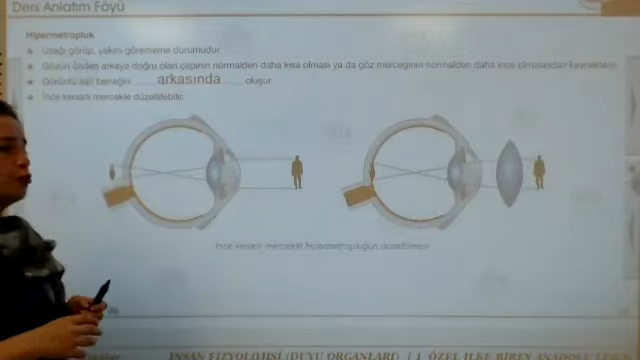 Ders Anlatım Föyü
Hipermetropluk
Uzağı görüp, yakını görememe durumudur.
Gözün önden arkaya doğru olan çapının normalden daha kısa olması ya da göz merceğinin normalden daha ince olmasından kaynaklanır.
Görüntü sarı beneğin arkasında oluşur.
İnce kenarlı mercekle düzeltilebilir.
İnce kenarlı mercekle hipermetropluğun düzeltilmesi
İNSAN FİZYOLOJİSİ (DUYU ORGANLARI)